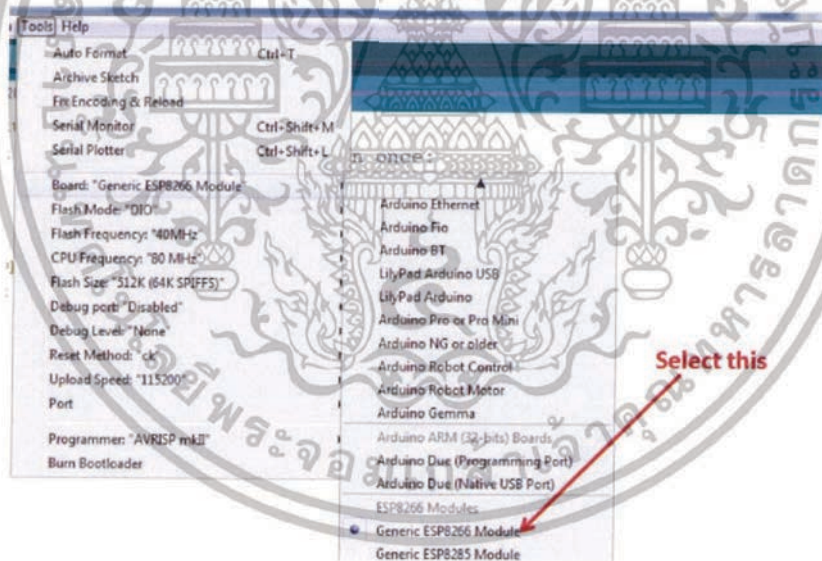 Tools Help
Auto Format Ctrl+T
Archive Sketch
Fix Encoding & Reload
Serial Monitor Ctrl+Shift+M
Serial Plotter Ctrl+Shift+L
n once:
Board: "Generic ESP8266 Module"
Flash Mode: "DIO"
Flash Frequency: "40MHz"
CPU Frequency: "80 MHz"
Flash Size: "512K (64K SPIFFS)"
Debug port: "Disabled"
Debug Level: "None"
Reset Method: "ck"
Upload Speed: "115200"
Port
Programmer: "AVRISP mkII"
Burn Bootloader
Arduino Ethernet
Arduino Fio
Arduino BT
LilyPad Arduino USB
LilyPad Arduino
Arduino Pro or Pro Mini
Arduino NG or older
Arduino Robot Control
Arduino Robot Motor
Arduino Gemma
Arduino ARM (32-bits) Boards
Arduino Due (Programming Port)
Arduino Due (Native USB Port)
ESP8266 Modules
Generic ESP8266 Module
Generic ESP8285 Module
Select this